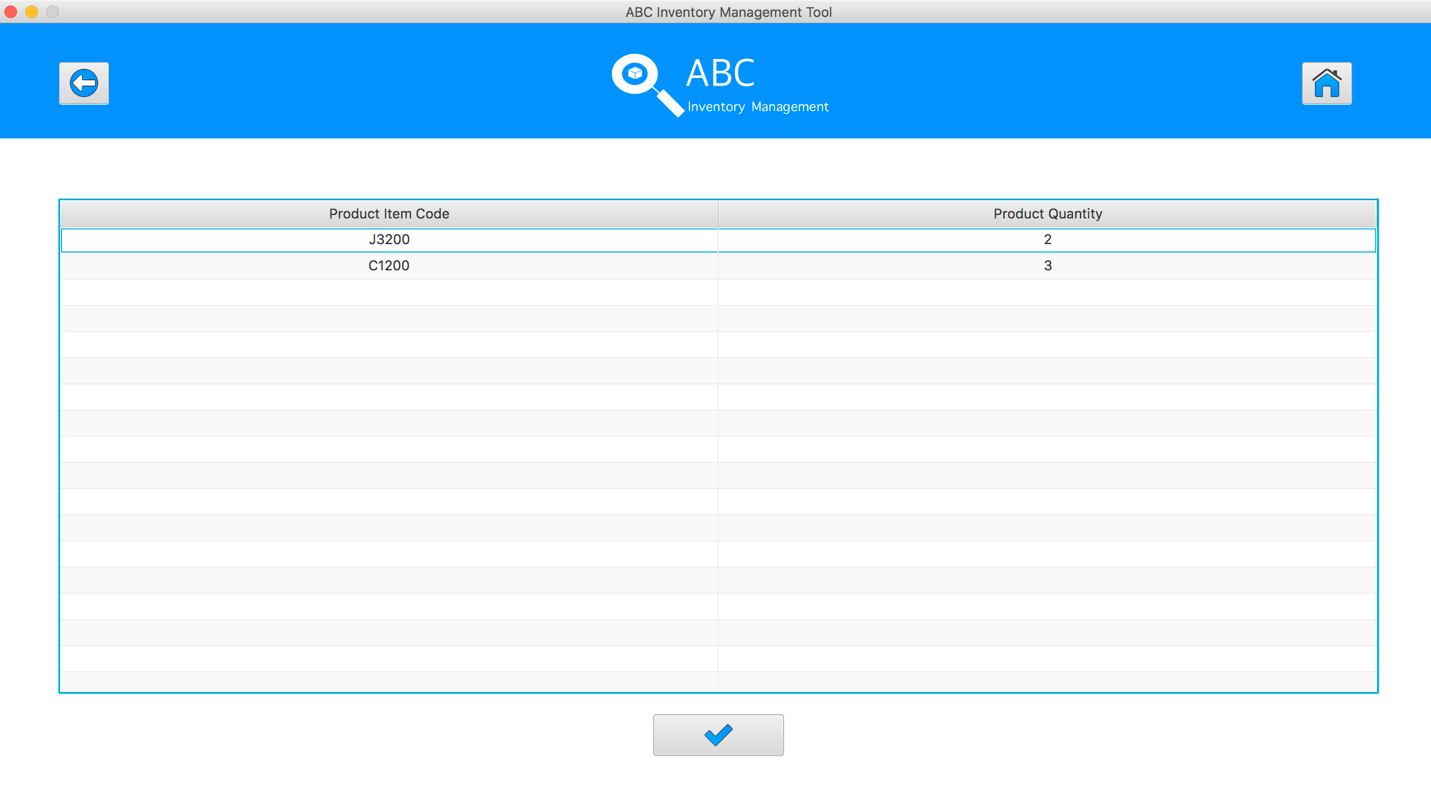 ABC Inventory Management Tool
ABC
Inventory Management
Product Item Code Product Quantity
J3200 2
C1200 3